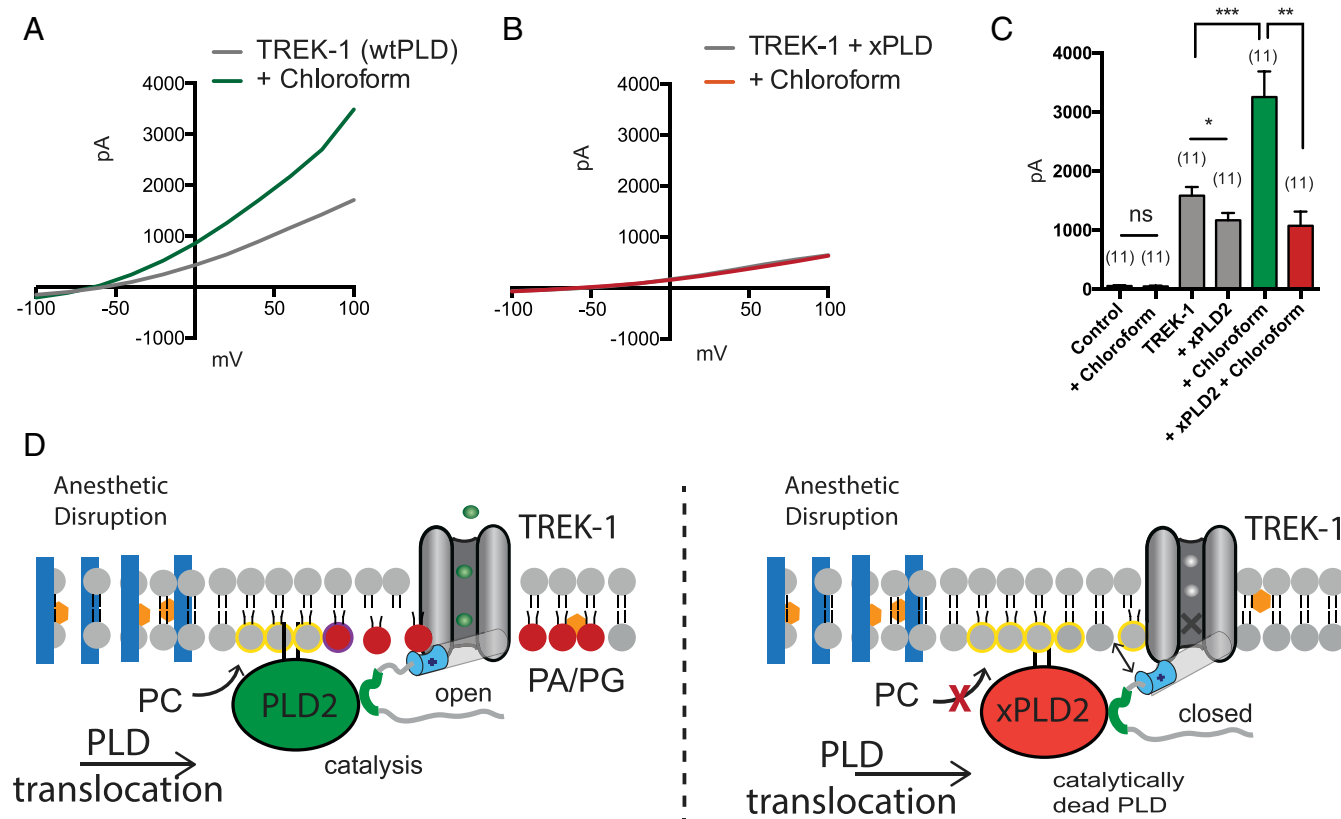 A
TREK-1 (wtPLD)
+ Chloroform
4000
3000
2000
1000
-1000
pA
-100
-50
50
100
mV
B
TREK-1 + xPLD
+ Chloroform
4000
3000
2000
1000
-1000
pA
-100
-50
50
100
mV
C
***
**
(11)
*
(11)
(11)
(11)
ns
(11)
(11)
4000
3000
2000
1000
0
pA
Control
+ Chloroform
TREK-1
+ xPLD2
+ Chloroform
+ xPLD2 + Chloroform
D
Anesthetic
Disruption
TREK-1
+
PC
PLD2
open
PA/PG
PLD
translocation
catalysis
Anesthetic
Disruption
TREK-1
+
PC
X
xPLD2
closed
PLD
translocation
catalytically
dead PLD